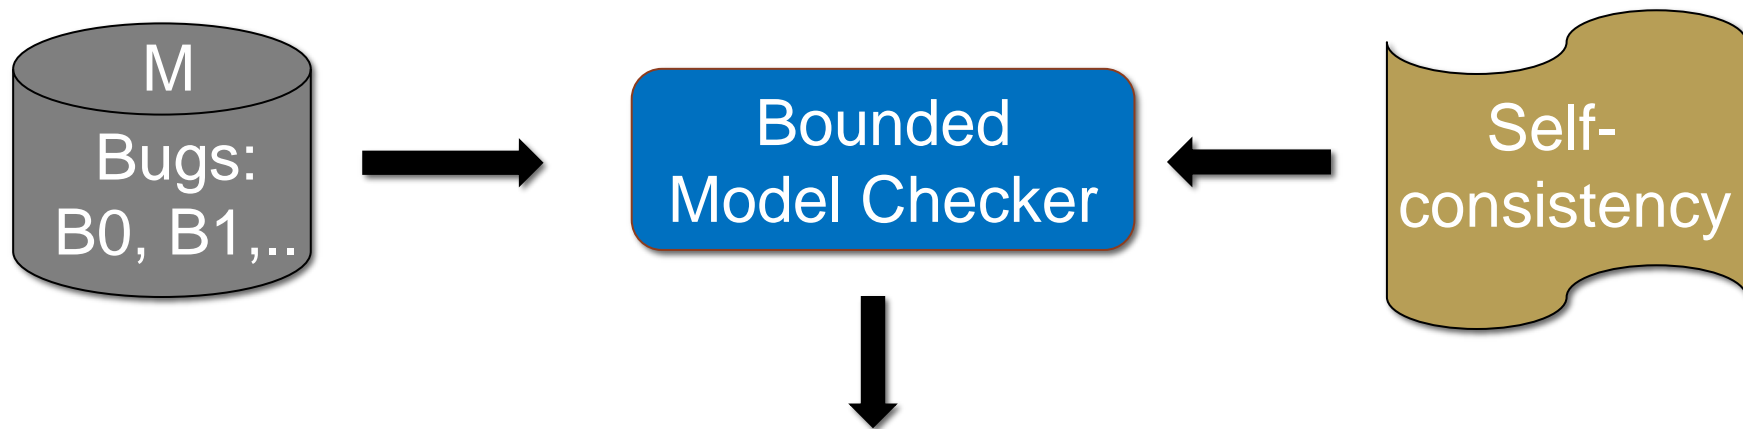 M
Bugs:
B0, B1,..
Bounded
Model Checker
Self-
consistency